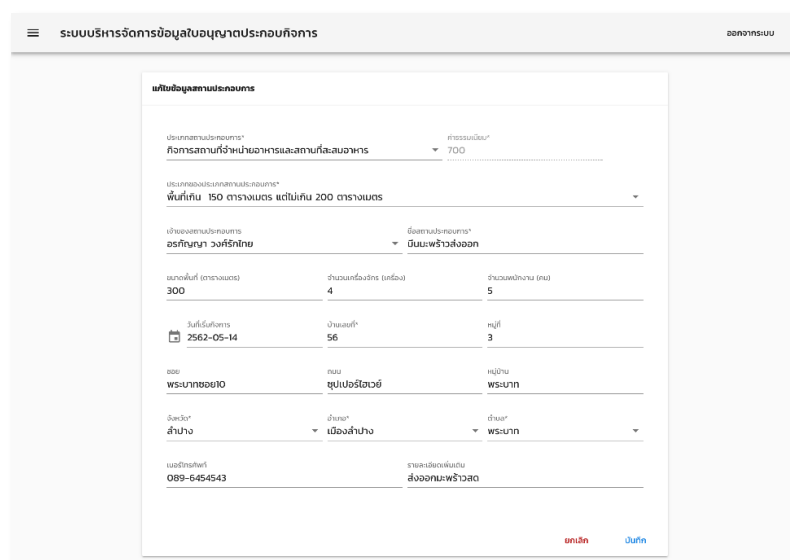 ระบบบริหารจัดการข้อมูลใบอนุญาตประกอบกิจการ ออกจากระบบ
แก้ไขข้อมูลสถานประกอบการ
ประเภทสถานประกอบการ* ค่าธรรมเนียม*
กิจการสถานที่จำหน่ายอาหารและสถานที่สะสมอาหาร 700
ประเภทของประเภทสถานประกอบการ*
พื้นที่เกิน 150 ตารางเมตร แต่ไม่เกิน 200 ตารางเมตร
เจ้าของสถานประกอบการ ชื่อสถานประกอบการ*
อรกัญญา วงศ์รักไทย มีนมะพร้าวส่งออก
ขนาดพื้นที่ (ตารางเมตร) จำนวนเครื่องจักร (เครื่อง) จำนวนพนักงาน (คน)
300 4 5
วันที่เริ่มกิจการ บ้านเลขที่* หมู่ที่
2562-05-14 56 3
ซอย ถนน หมู่บ้าน
พระบาทซอย10 ซุปเปอร์ไฮเวย์ พระบาท
จังหวัด* อำเภอ* ตำบล*
ลำปาง เมืองลำปาง พระบาท
เบอร์โทรศัพท์ รายละเอียดเพิ่มเติม
089-6454543 ส่งออกมะพร้าวสด
ยกเลิก บันทึก